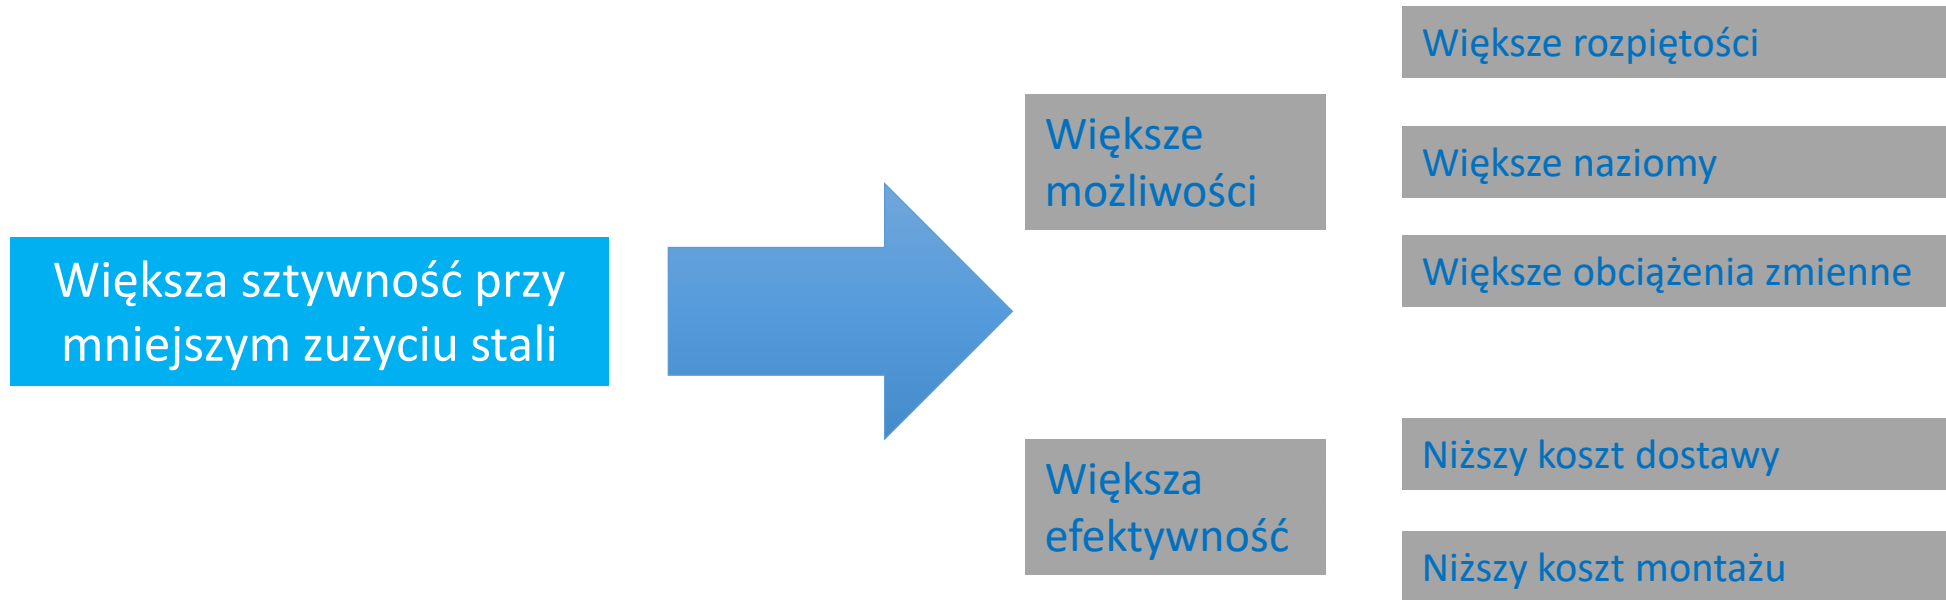 Większa sztywność przy
mniejszym zużyciu stali
Większe
możliwości
Większe rozpiętości
Większe naziomy
Większe obciążenia zmienne
Większa
efektywność
Niższy koszt dostawy
Niższy koszt montażu